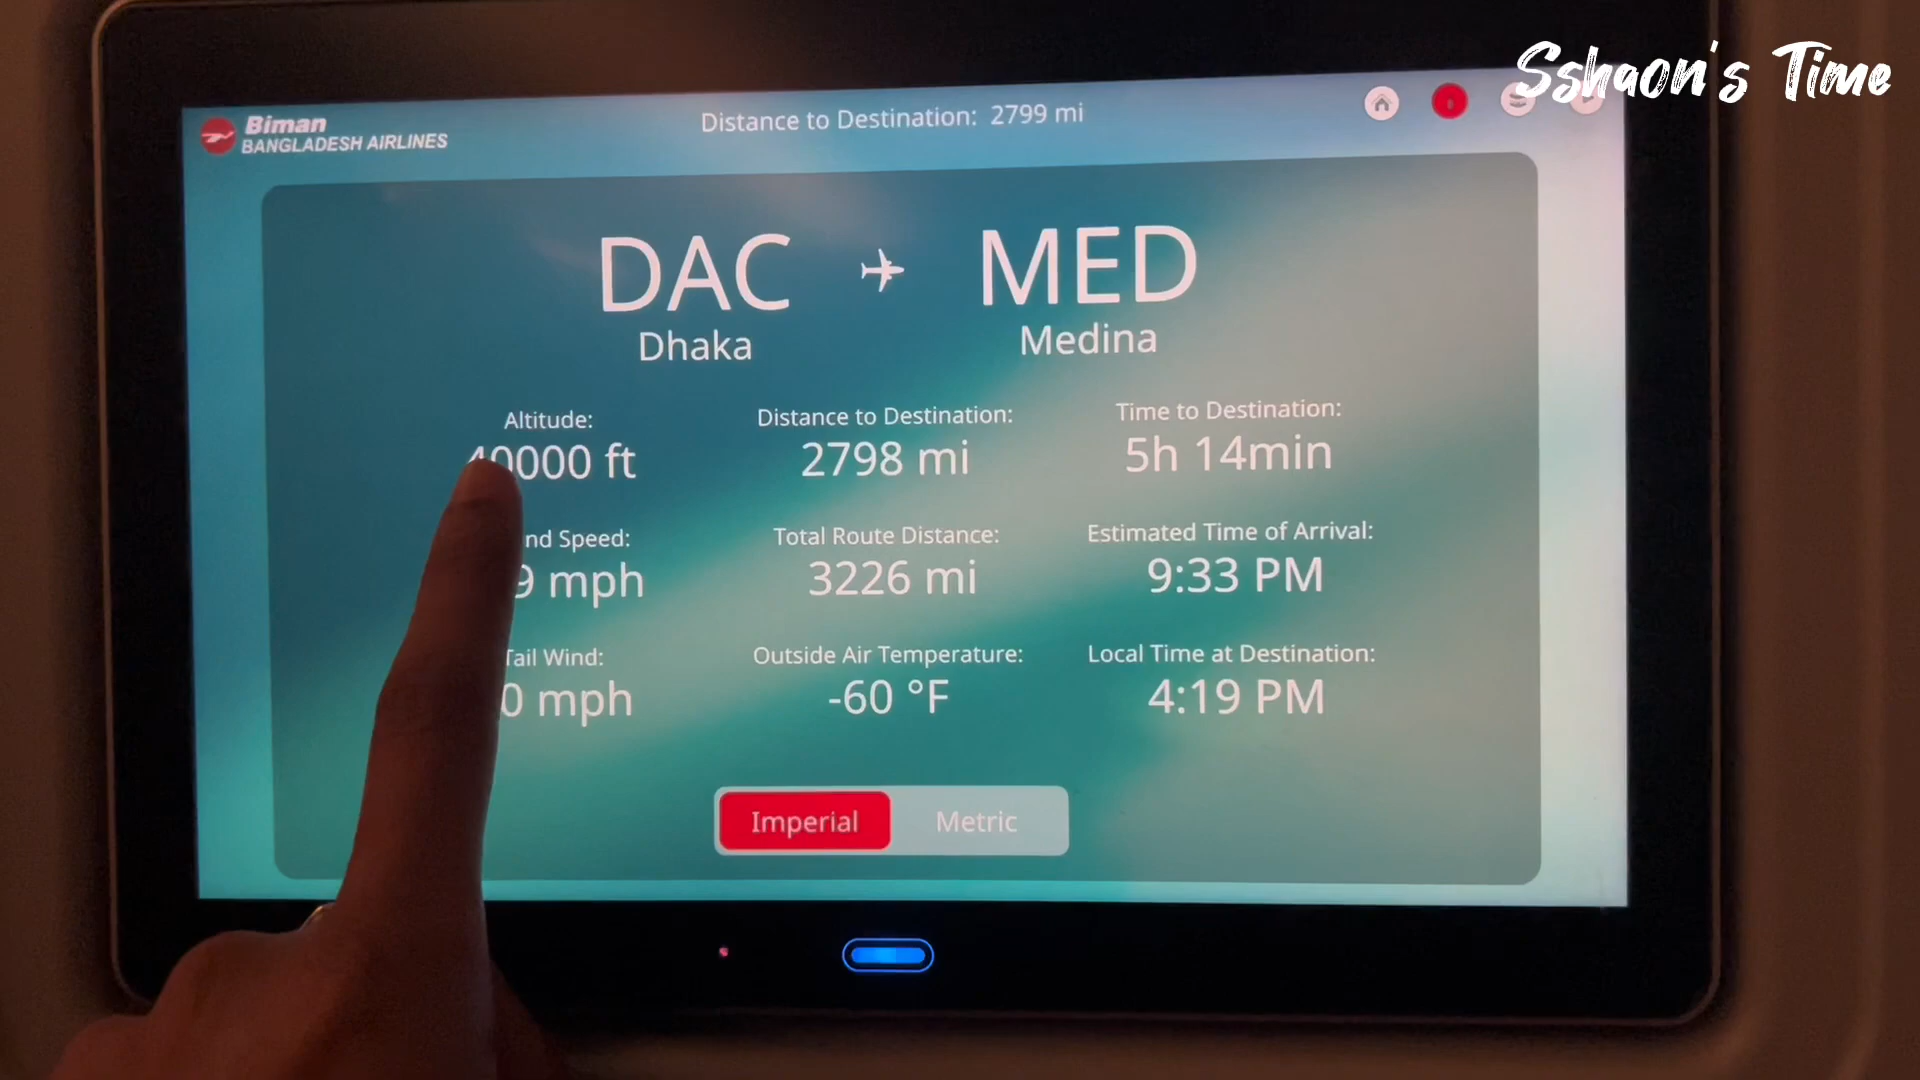 Sshaon's Time
Biman
BANGLADESH AIRLINES
Distance to Destination: 2799 mi
DAC MED
Dhaka Medina
Altitude: Distance to Destination: Time to Destination:
40000 ft 2798 mi 5h 14min
Speed: Total Route Distance: Estimated Time of Arrival:
mph 3226 mi 9:33 PM
Tail Wind: Outside Air Temperature: Local Time at Destination:
mph -60 °F 4:19 PM
Imperial Metric